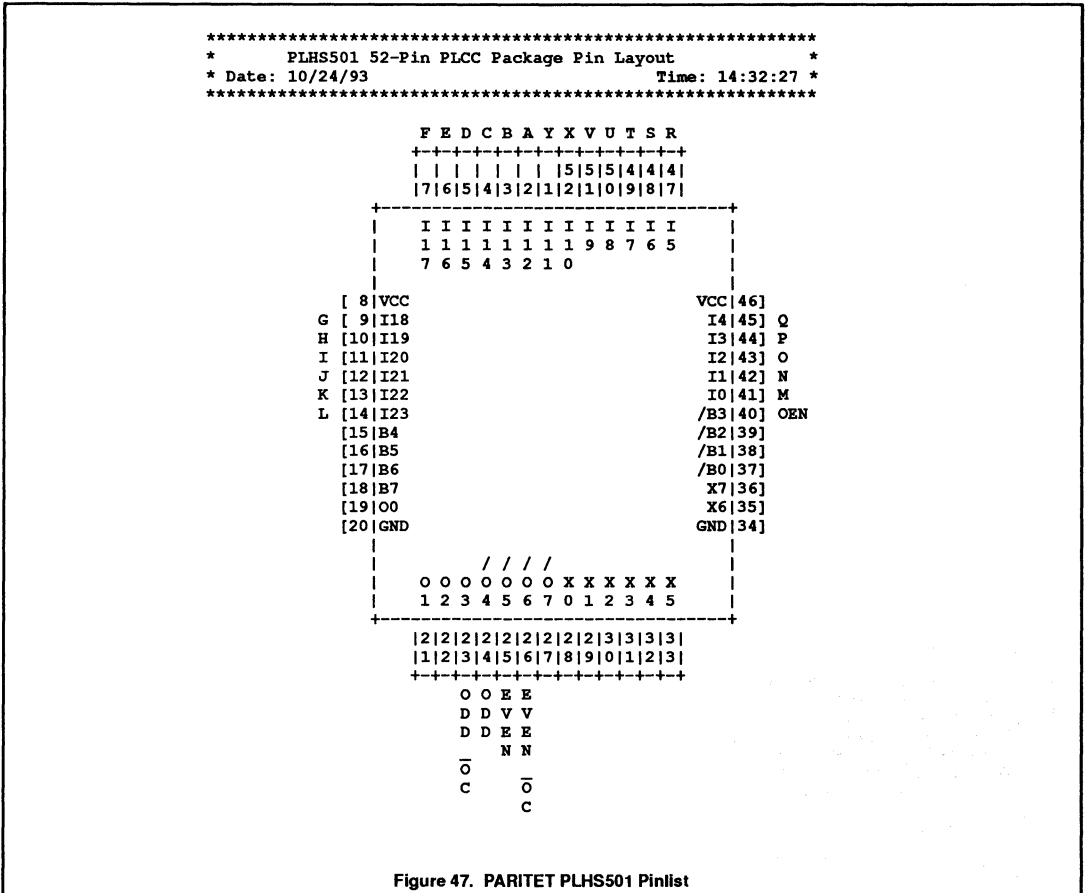 ************************************************************
*       PLHS501 52-Pin PLCC Package Pin Layout             *
* Date: 10/24/93                            Time: 14:32:27 *
************************************************************
F E D C B A Y X V U T S R
+-+-+-+-+-+-+-+-+-+-+-+-+-+
| | | | | | | |5|5|5|4|4|4|
|7|6|5|4|3|2|1|2|1|0|9|8|7|
+----------------------------------+
| I I I I I I I I I I I I I |
| 1 1 1 1 1 1 1 1 9 8 7 6 5 |
| 7 6 5 4 3 2 1 0 |
| |
[ 8|VCC VCC|46]
G [ 9|I18 I4|45] Q
H [10|I19 I3|44] P
I [11|I20 I2|43] O
J [12|I21 I1|42] N
K [13|I22 I0|41] M
L [14|I23 /B3|40] OEN
[15|B4 /B2|39]
[16|B5 /B1|38]
[17|B6 /B0|37]
[18|B7 X7|36]
[19|O0 X6|35]
[20|GND GND|34]
| |
| / / / / |
| O O O O O O O X X X X X X |
| 1 2 3 4 5 6 7 0 1 2 3 4 5 |
+----------------------------------+
|2|2|2|2|2|2|2|2|2|3|3|3|3|
|1|2|3|4|5|6|7|8|9|0|1|2|3|
+-+-+-+-+-+-+-+-+-+-+-+-+-+
O O E E
D D V V
D D E E
N N
_
O _
C O
C
Figure 47. PARITET PLHS501 Pinlist